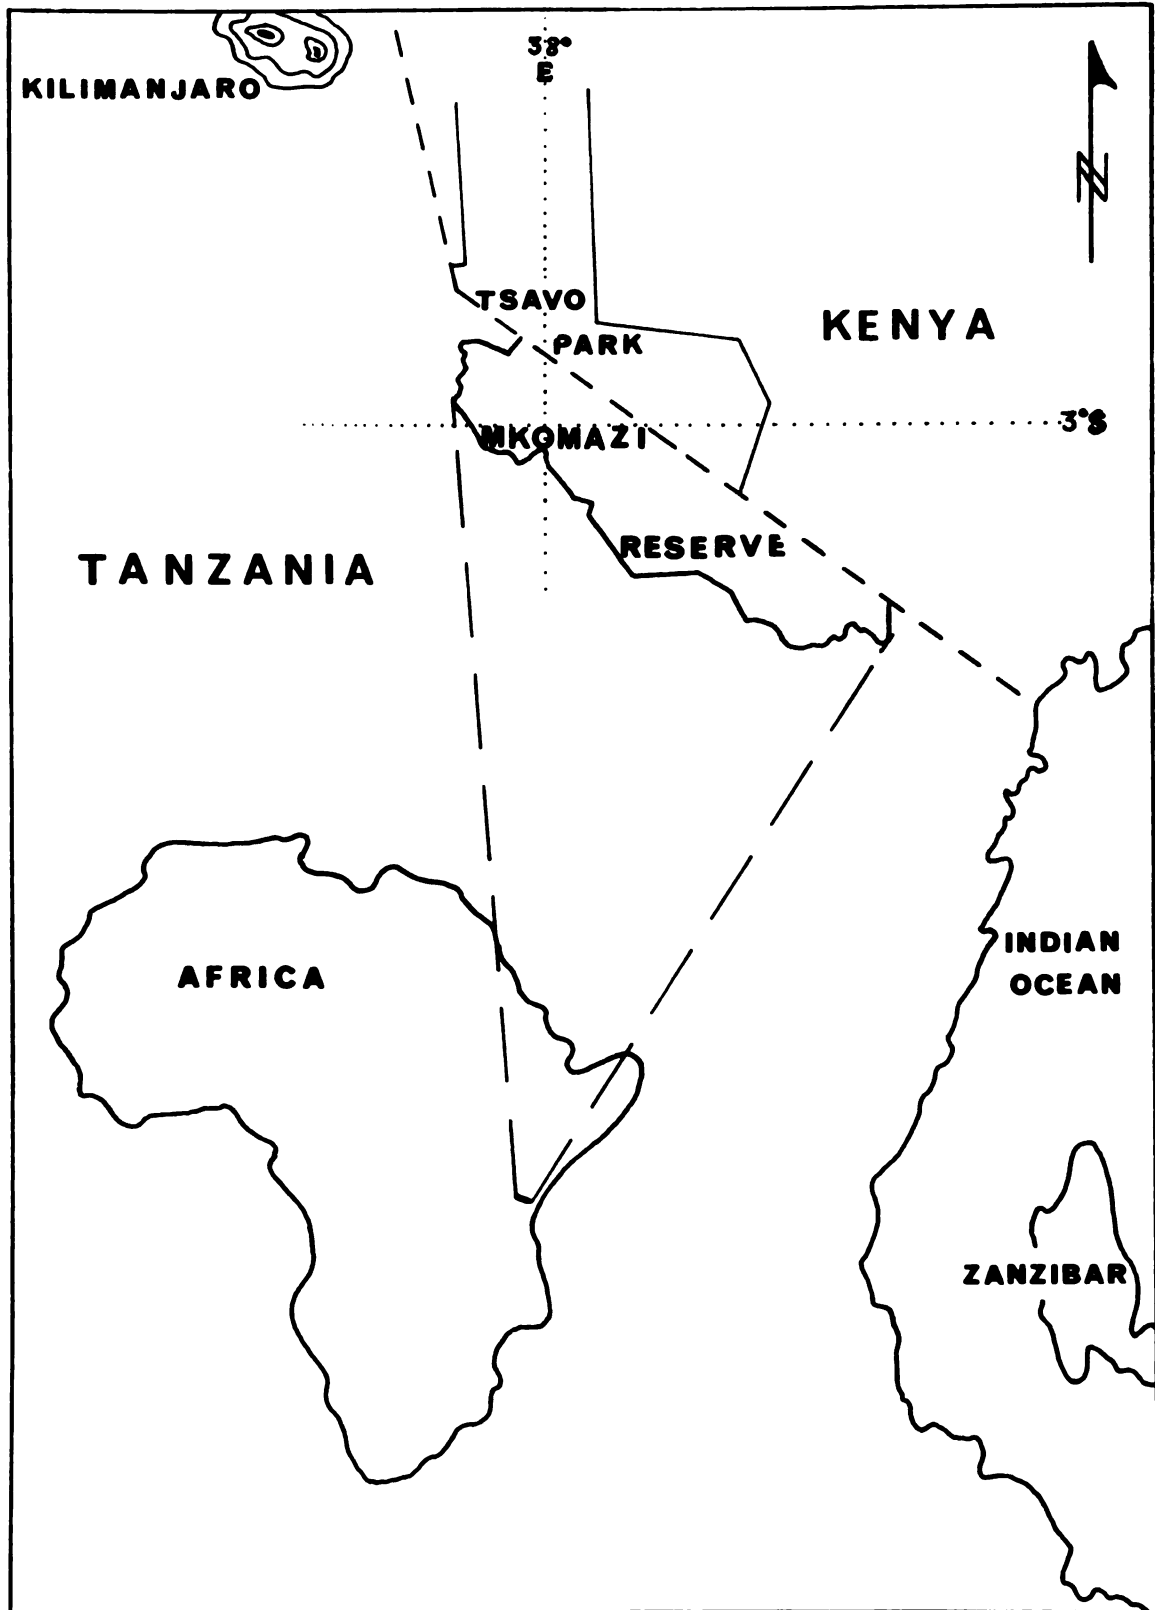 38°
E
KILIMANJARO
N
TSAVO
PARK
KENYA
3°S
MKOMAZI
RESERVE
TANZANIA
AFRICA
INDIAN
OCEAN
ZANZIBAR